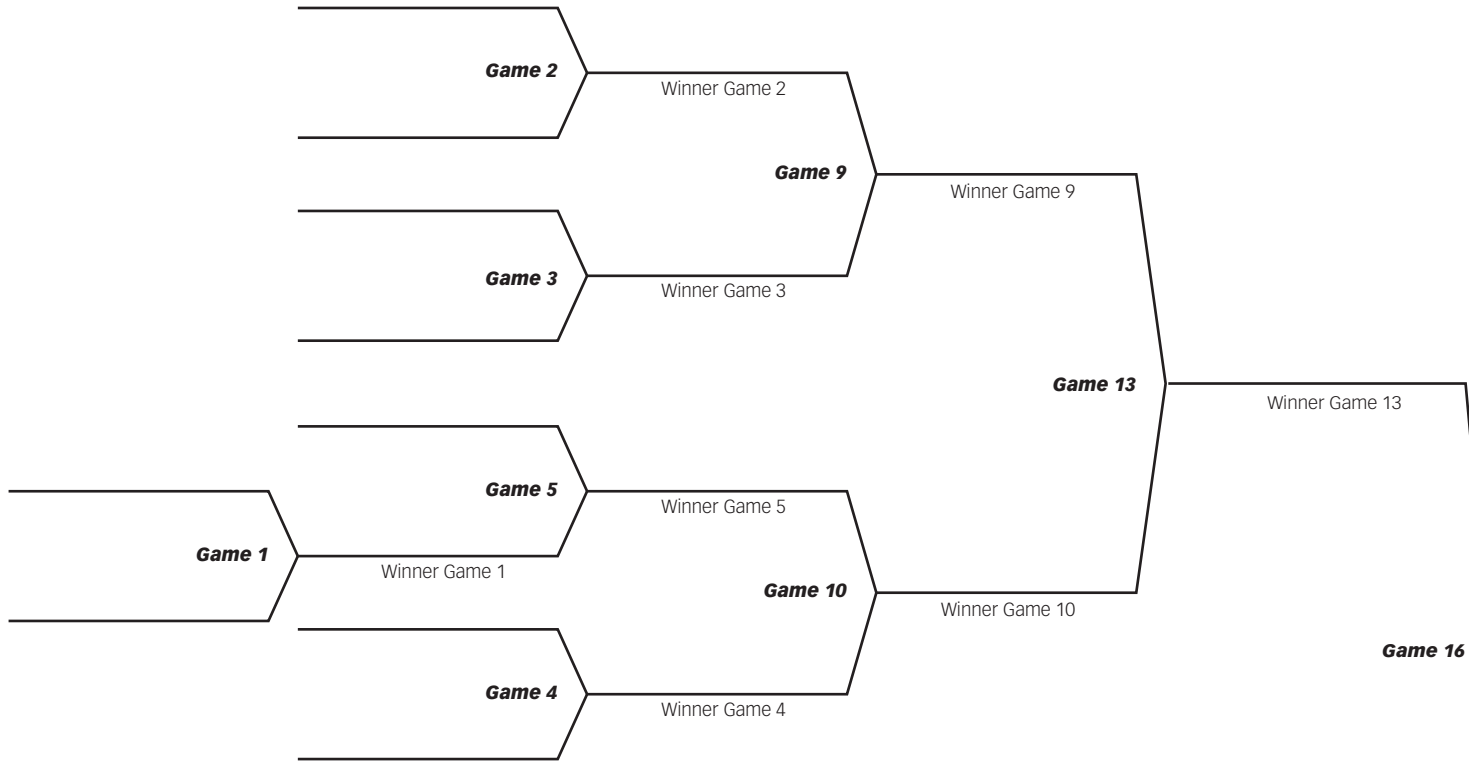 Game 2
Winner Game 2
Game 9
Winner Game 9
Game 3
Winner Game 3
Game 13
Winner Game 13
Game 5
Winner Game 5
Game 1
Winner Game 1
Game 10
Winner Game 10
Game 16
Game 4
Winner Game 4